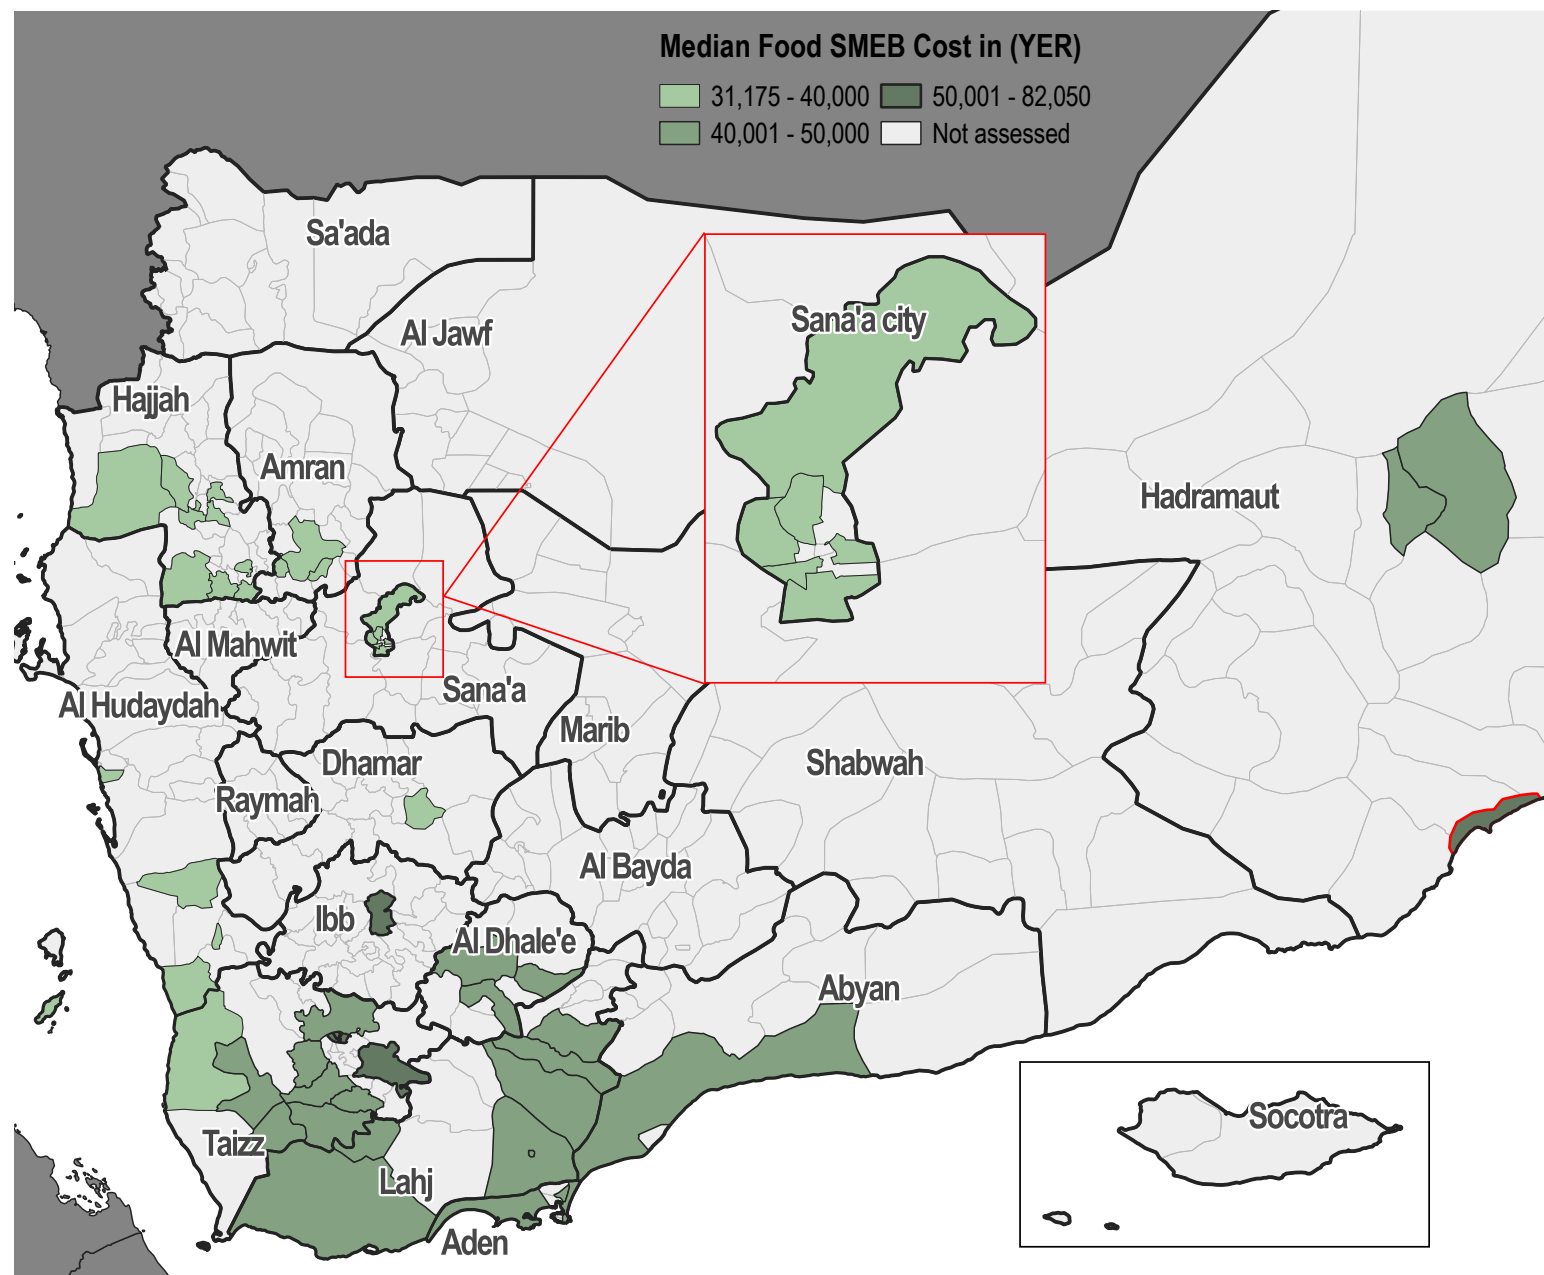 Median Food SMEB Cost in (YER)
31,175 - 40,000
50,001 - 82,050
40,001 - 50,000
Not assessed
Sa'ada
Al Jawf
Sana'a city
Hajjah
Amran
Hadramaut
Al Mahwit
Sana'a
Al Hudaydah
Marib
Dhamar
Shabwah
Raymah
Al Bayda
Ibb
Al Dhale'e
Abyan
Socotra
Taizz
Lahj
Aden